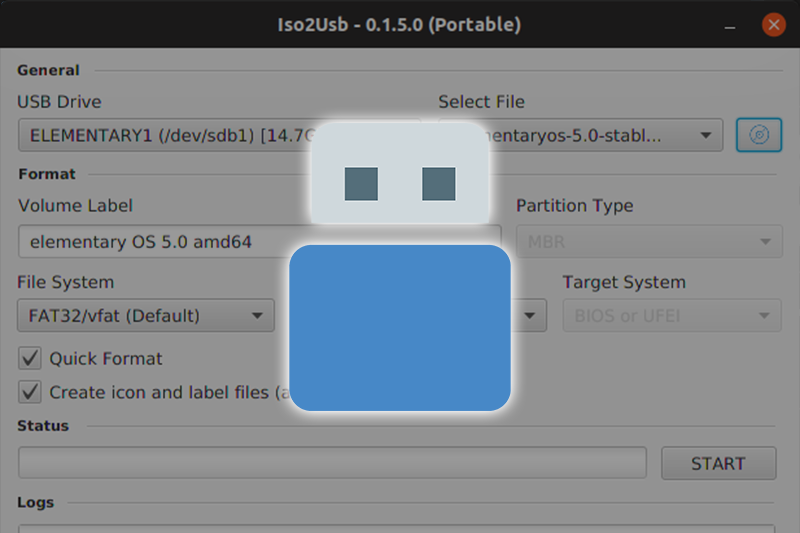 Iso2Usb - 0.1.5.0 (Portable)
General
USB Drive Select File
ELEMENTARY1 (/dev/sdb1) [14.7G mentaryos-5.0-stabl...
Format
Volume Label Partition Type
elementary OS 5.0 amd64 MBR
File System Target System
FAT32/vfat (Default) BIOS or UFEI
Quick Format
Create icon and label files (a
Status
START
Logs